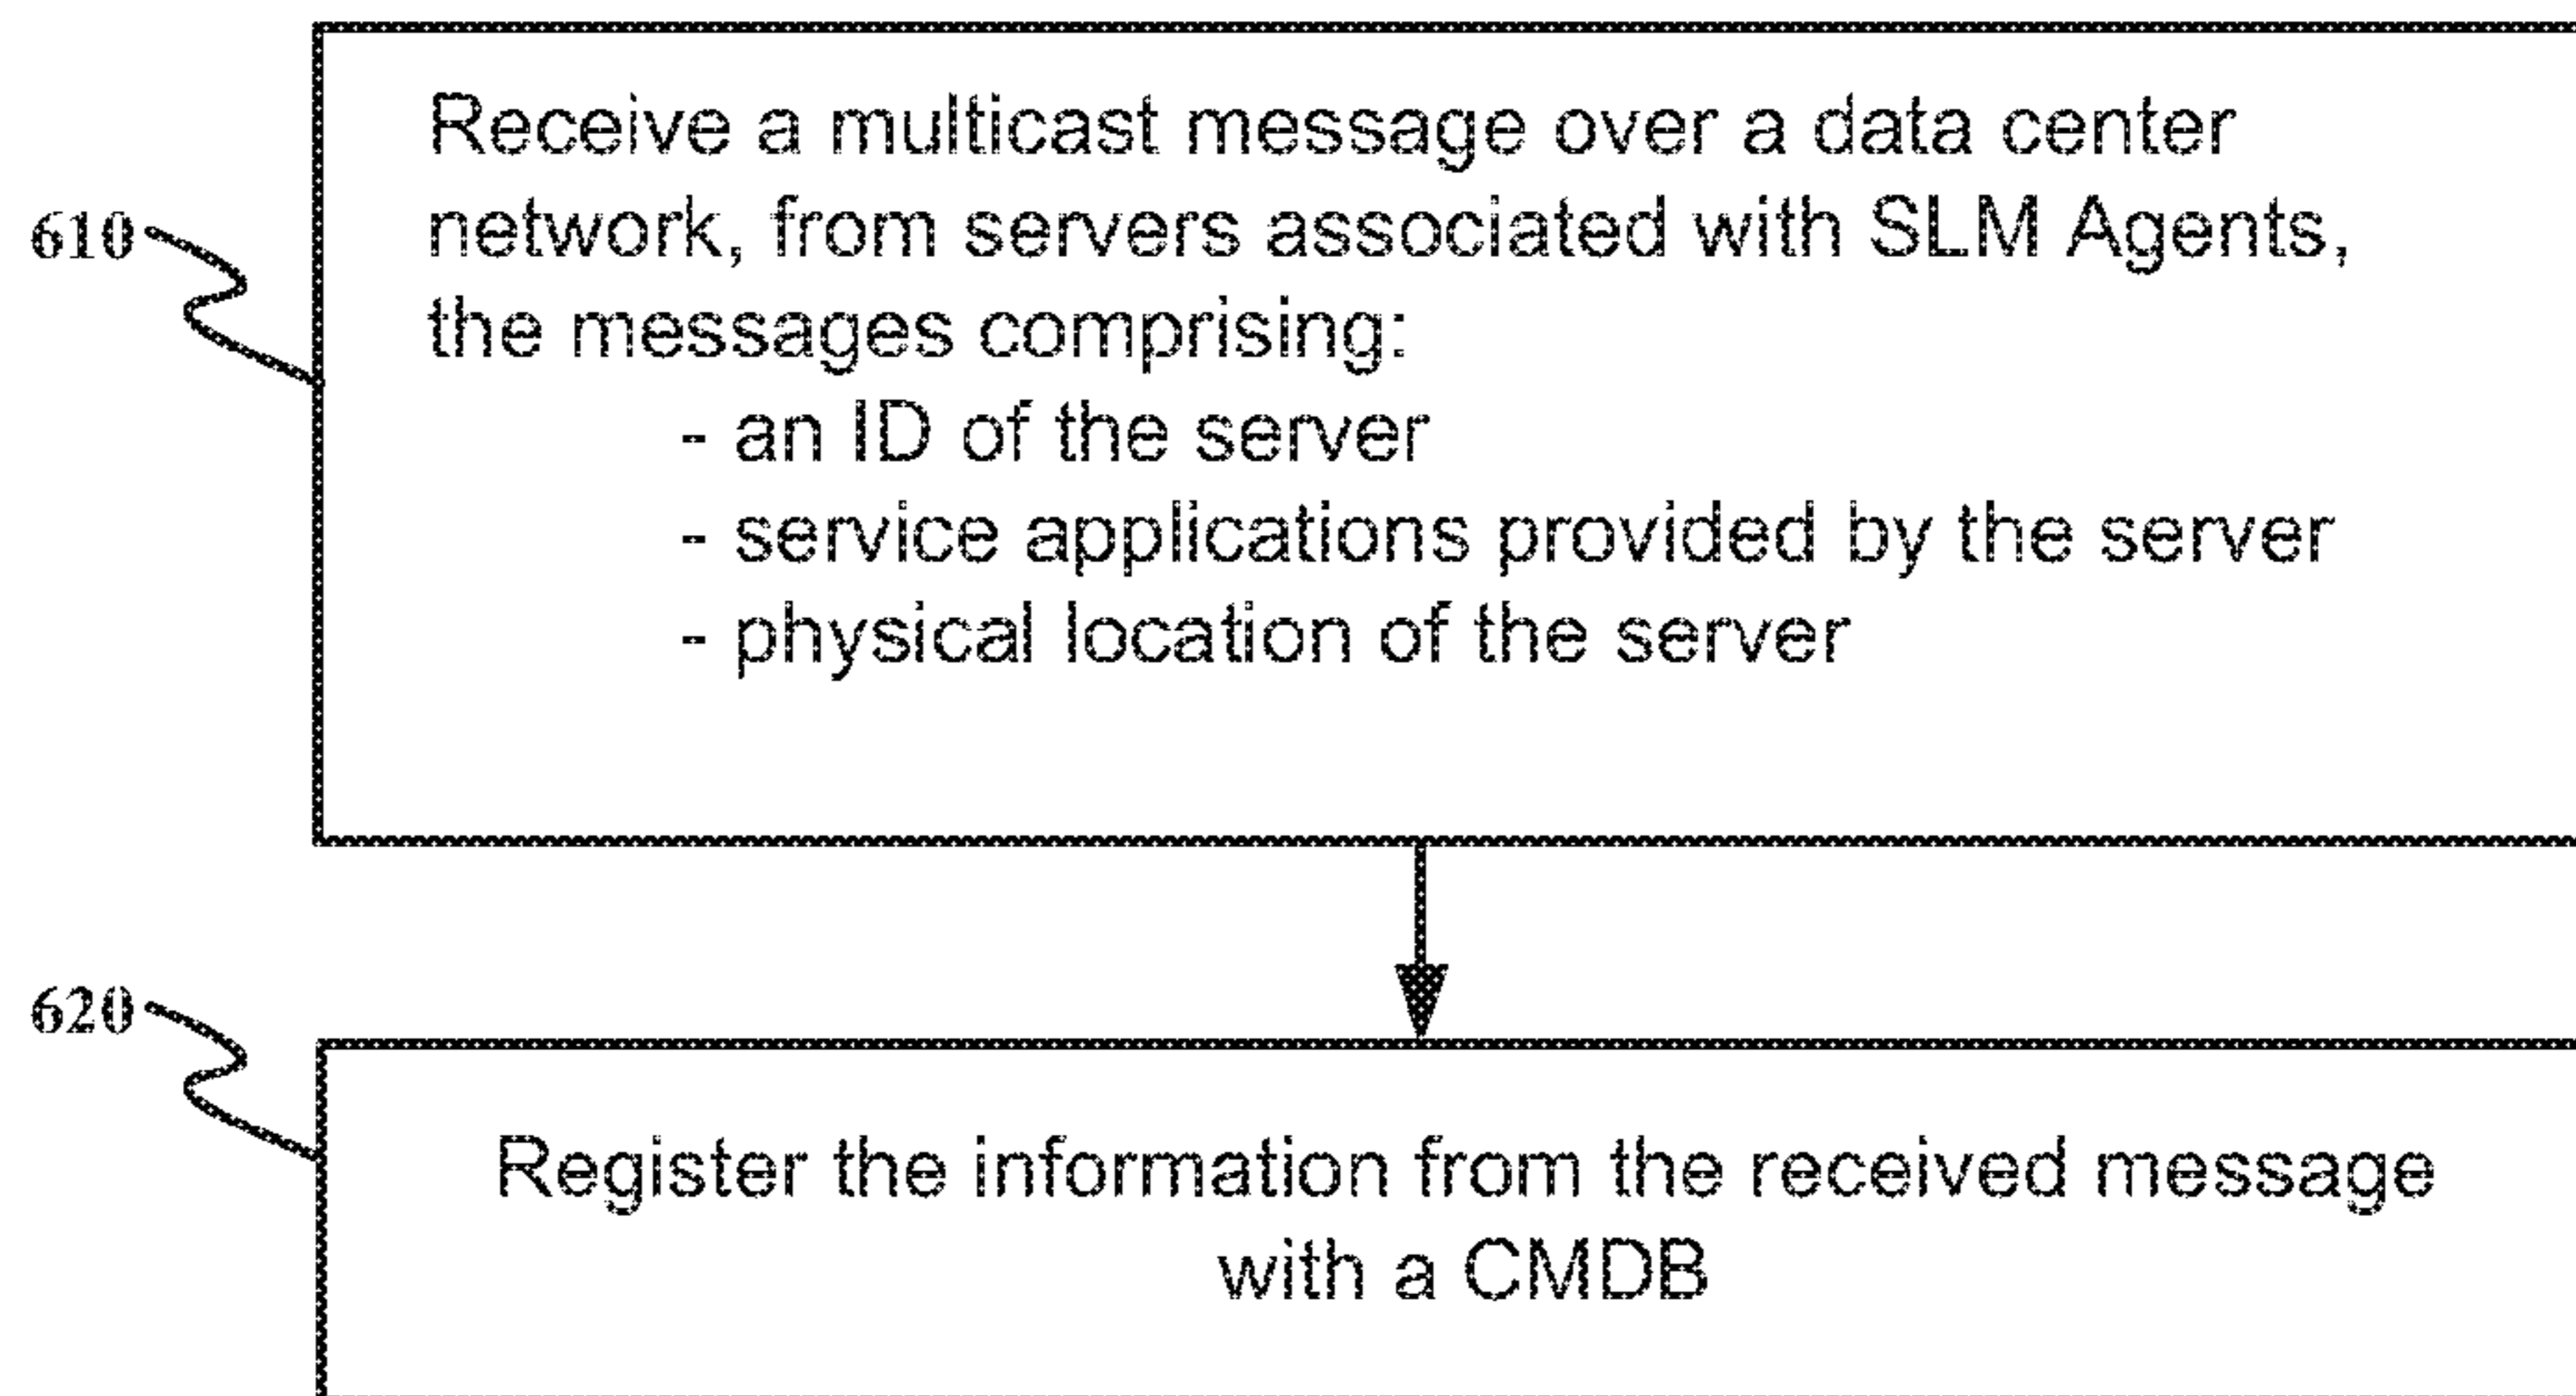 Receive a multicast message over a data center
610
network, from servers associated with SLM Agents,
the messages comprising:
- an ID of the server
- service applications provided by the server
- physical location of the server
620
Register the information from the received message
with a CMDB